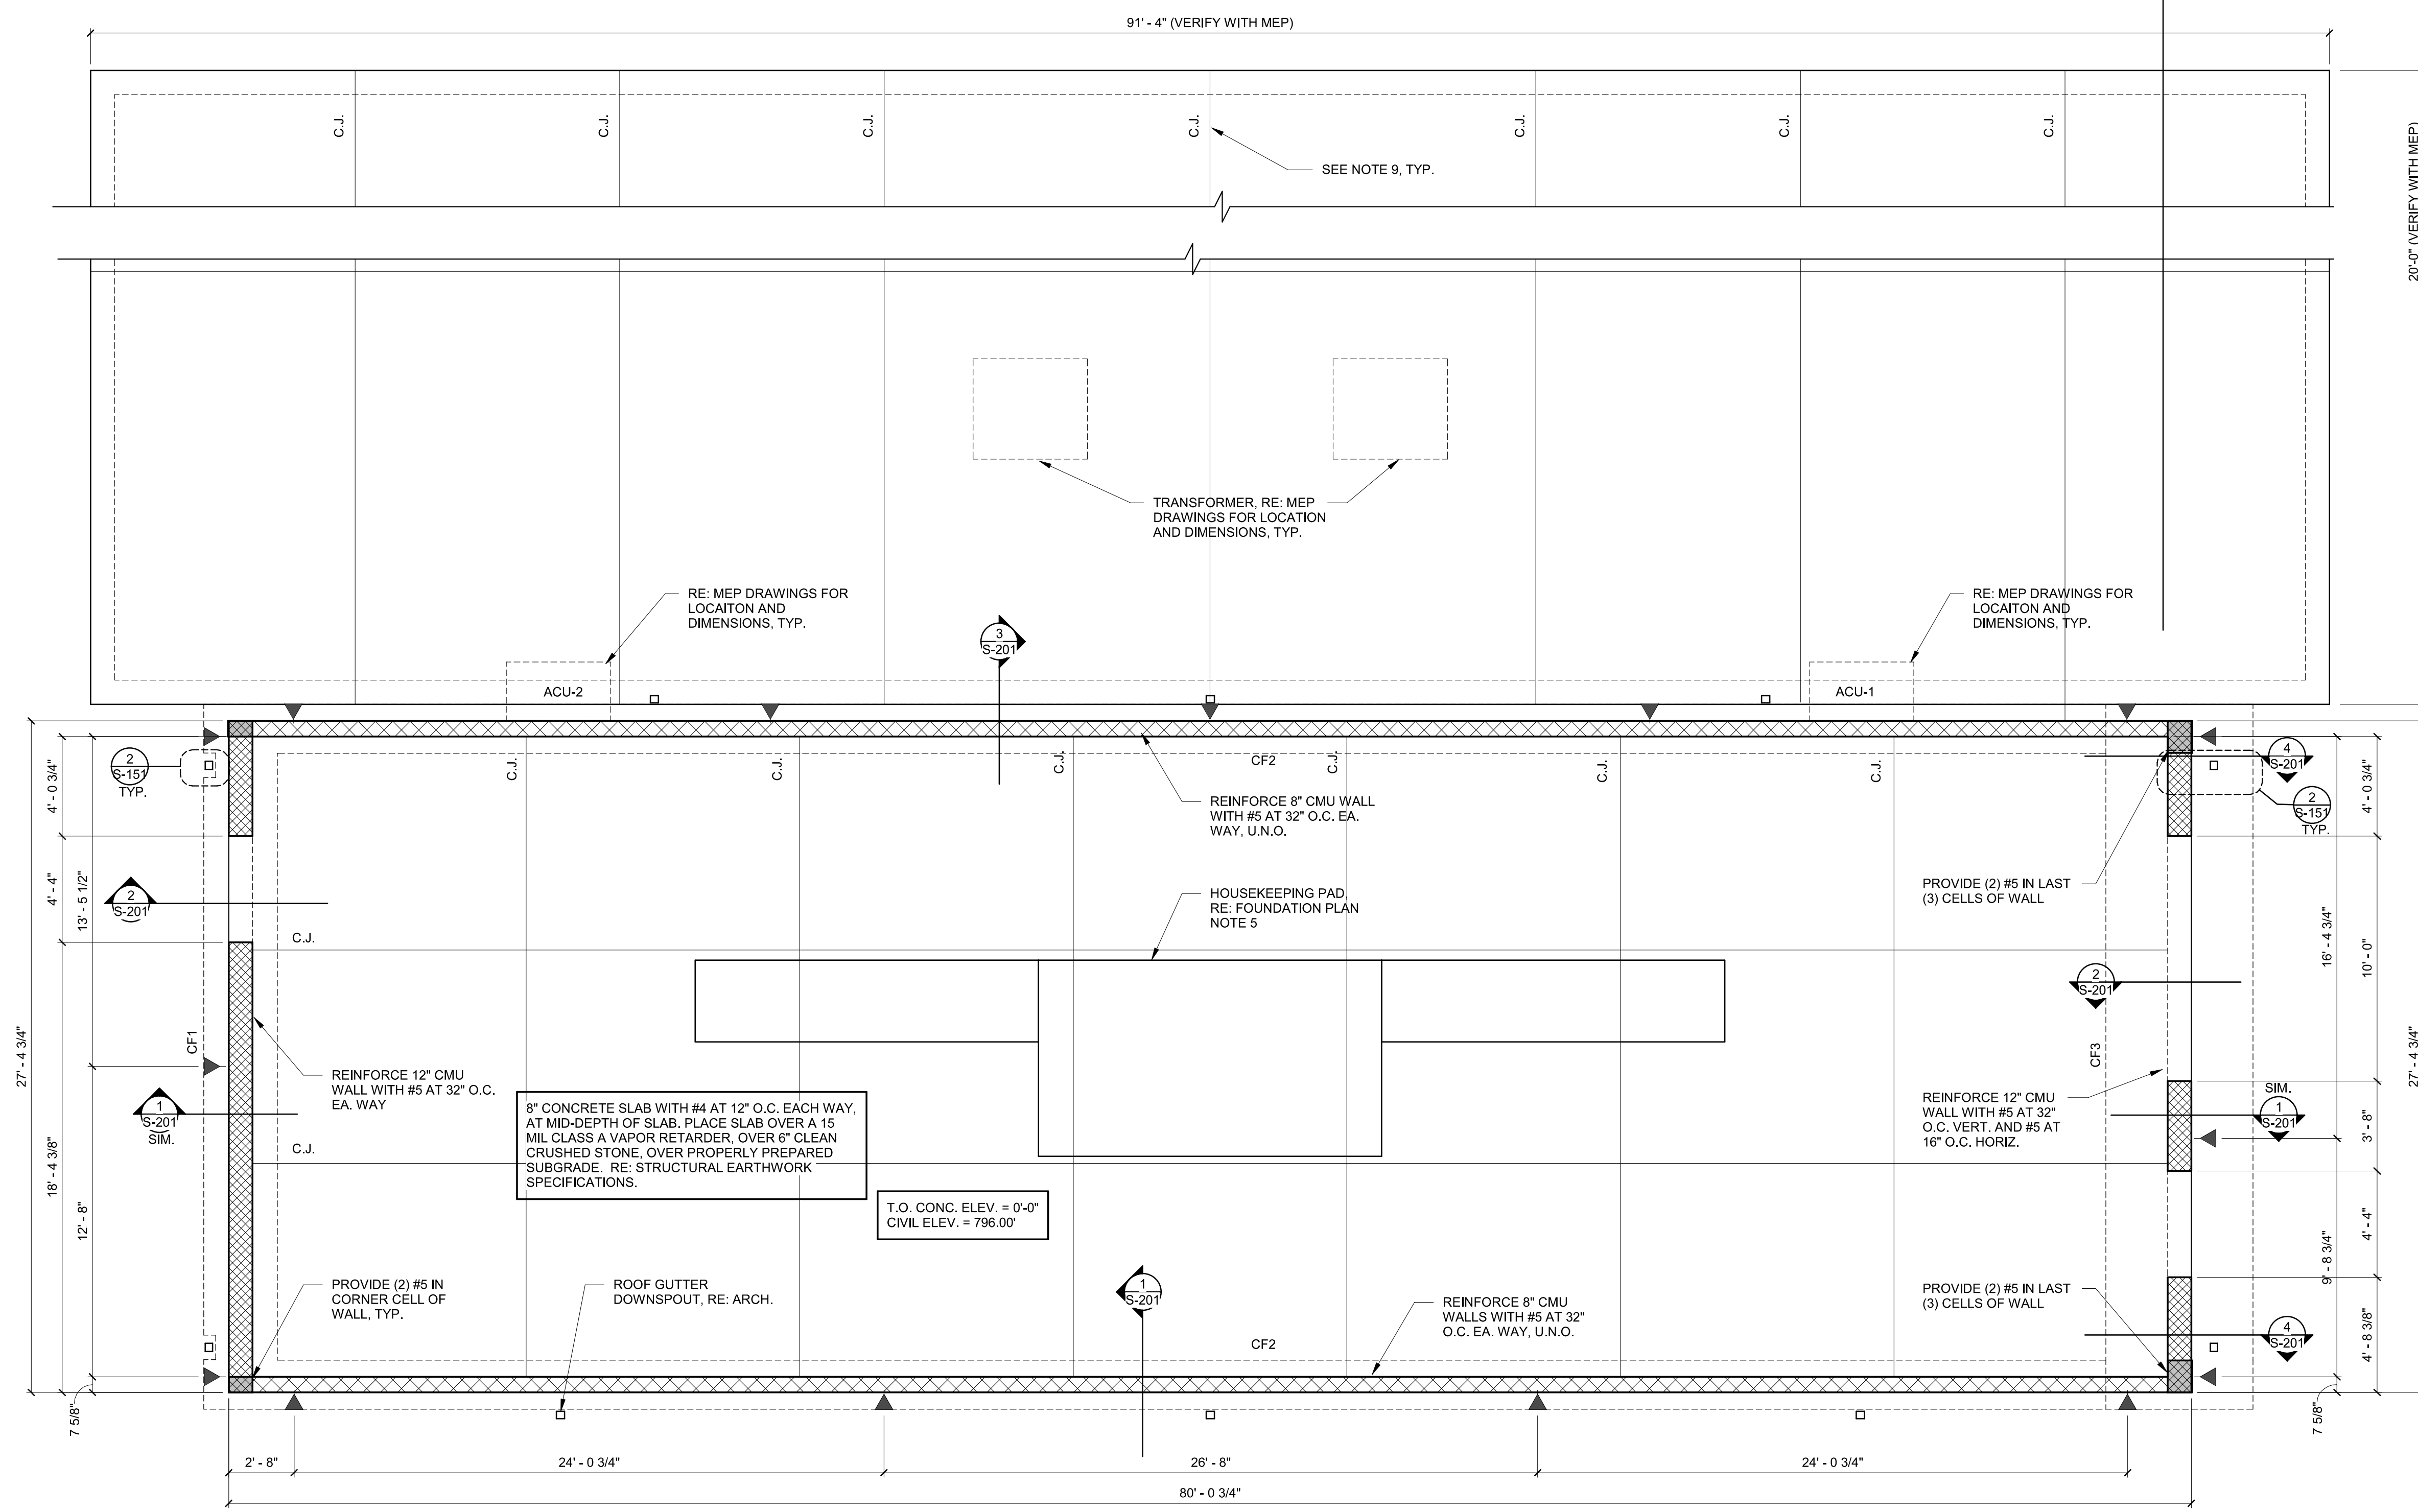 91' - 4" (VERIFY WITH MEP)
C.J.
C.J.
C.J.
C.J.
C.J.
C.J.
C.J.
SEE NOTE 9, TYP.
20'-0" (VERIFY WITH MEP)
TRANSFORMER, RE: MEP
DRAWINGS FOR LOCATION
AND DIMENSIONS, TYP.
RE: MEP DRAWINGS FOR
LOCAITON AND
DIMENSIONS, TYP.
3
S-201
RE: MEP DRAWINGS FOR
LOCAITON AND
DIMENSIONS, TYP.
ACU-2
ACU-1
2
S-151
TYP.
C.J.
C.J.
C.J.
CF2
C.J.
C.J.
C.J.
4
S-201
2
S-151
TYP.
4' - 0 3/4"
4' - 0 3/4"
REINFORCE 8" CMU WALL
WITH #5 AT 32" O.C. EA.
WAY, U.N.O.
4' - 4"
13' - 5 1/2"
2
S-201
HOUSEKEEPING PAD,
RE: FOUNDATION PLAN
NOTE 5
PROVIDE (2) #5 IN LAST
(3) CELLS OF WALL
C.J.
16' - 4 3/4"
10' - 0"
2
S-201
27' - 4 3/4"
CF1
CF3
27' - 4 3/4"
REINFORCE 12" CMU
WALL WITH #5 AT 32" O.C.
EA. WAY
1
S-201
SIM.
8" CONCRETE SLAB WITH #4 AT 12" O.C. EACH WAY,
AT MID-DEPTH OF SLAB. PLACE SLAB OVER A 15
MIL CLASS A VAPOR RETARDER, OVER 6" CLEAN
CRUSHED STONE, OVER PROPERLY PREPARED
SUBGRADE. RE: STRUCTURAL EARTHWORK
SPECIFICATIONS.
REINFORCE 12" CMU
WALL WITH #5 AT 32"
O.C. VERT. AND #5 AT
16" O.C. HORIZ.
SIM.
1
S-201
3' - 8"
C.J.
18' - 4 3/8"
12' - 8"
T.O. CONC. ELEV. = 0'-0"
CIVIL ELEV. = 796.00'
4' - 4"
9' - 8 3/4"
PROVIDE (2) #5 IN
CORNER CELL OF
WALL, TYP.
ROOF GUTTER
DOWNSPOUT, RE: ARCH.
1
S-201
REINFORCE 8" CMU
WALLS WITH #5 AT 32"
O.C. EA. WAY, U.N.O.
PROVIDE (2) #5 IN LAST
(3) CELLS OF WALL
4
S-201
4' - 8 3/8"
CF2
7 5/8"
7 5/8"
2' - 8"
24' - 0 3/4"
26' - 8"
24' - 0 3/4"
80' - 0 3/4"